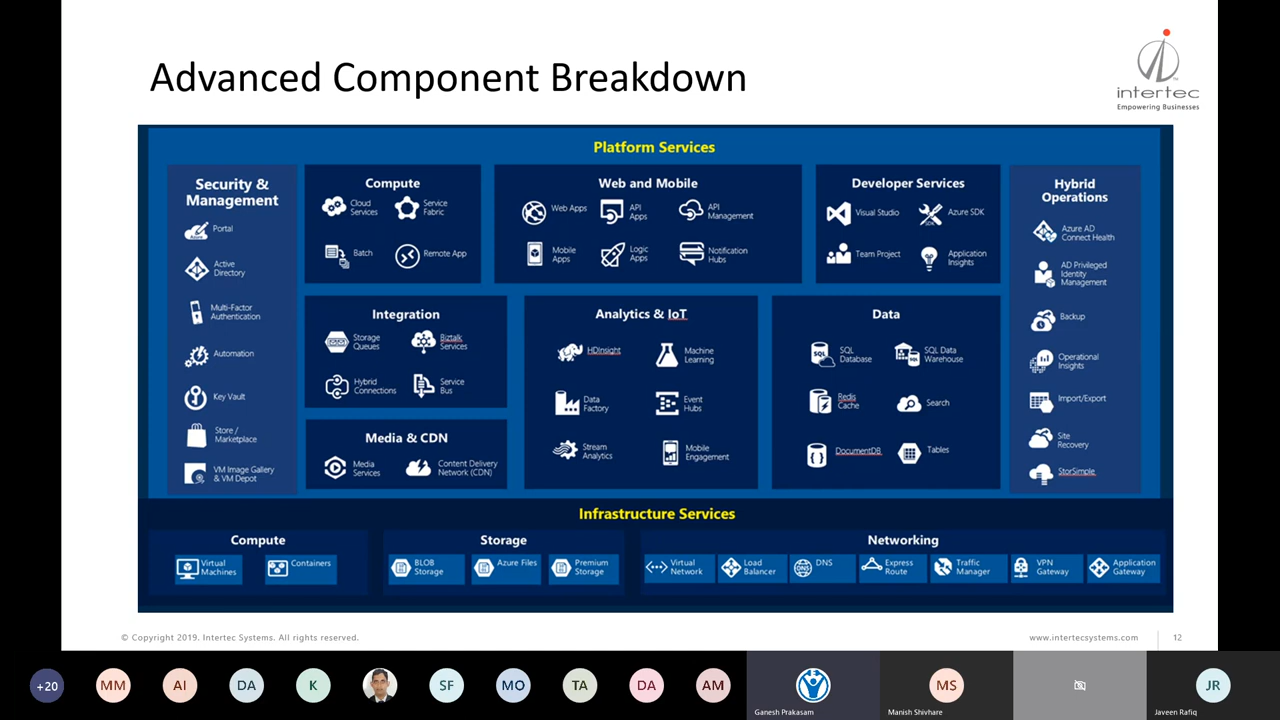 Advanced Component Breakdown
intertec
Empowering Businesses
Platform Services
Security &
Management
Portal
Active
Directory
Multi-Factor
Authentication
Automation
Key Vault
Store /
Marketplace
VM Image Gallery
& VM Depot
Compute
Cloud
Services
Service
Fabric
Batch
Remote App
Web and Mobile
Web Apps
API
Apps
API
Management
Mobile
Apps
Logic
Apps
Notification
Hubs
Developer Services
Visual Studio
Azure SDK
Team Project
Application
Insights
Hybrid
Operations
Azure AD
Connect Health
AD Privileged
Identity
Management
Backup
Operational
Insights
Import/Export
Site
Recovery
StorSimple
Integration
Storage
Queues
Biztalk
Services
Hybrid
Connections
Service
Bus
Media & CDN
Media
Services
Content Delivery
Network (CDN)
Analytics & IoT
HDInsight
Machine
Learning
Data
Factory
Event
Hubs
Stream
Analytics
Mobile
Engagement
Data
SQL
Database
SQL Data
Warehouse
Redis
Cache
Search
DocumentDB
Tables
Infrastructure Services
Compute
Virtual
Machines
Containers
Storage
BLOB
Storage
Azure Files
Premium
Storage
Networking
Virtual
Network
Load
Balancer
DNS
Express
Route
Traffic
Manager
VPN
Gateway
Application
Gateway
© Copyright 2019. Intertec Systems. All rights reserved.
www.intertecsystems.com
12
+20
MM
AI
DA
K
SF
MO
TA
DA
AM
Ganesh Prakasam
MS
Manish Shivhare
JR
Javeen Rafiq